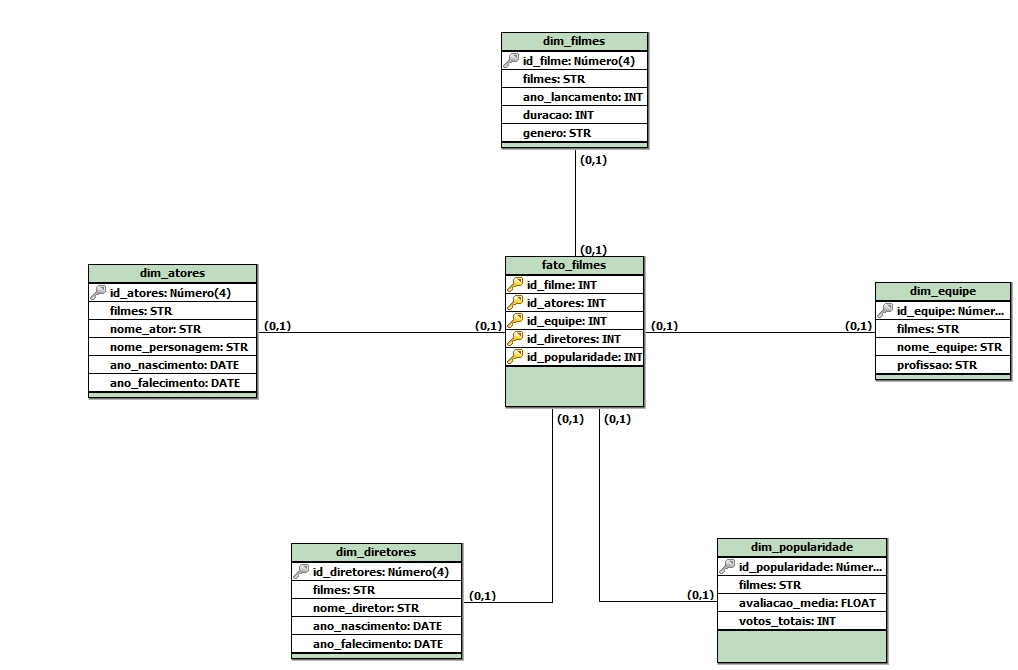 dim_filmes
id_filme: Número(4)
filmes: STR
ano_lancamento: INT
duracao: INT
genero: STR
(0,1)
(0,1)
fato_filmes
id_filme: INT
id_atores: INT
id_equipe: INT
id_diretores: INT
id_popularidade: INT
dim_atores
id_atores: Número(4)
filmes: STR
nome_ator: STR
nome_personagem: STR
ano_nascimento: DATE
ano_falecimento: DATE
(0,1)
(0,1)
(0,1)
(0,1)
dim_equipe
id_equipe: Númer...
filmes: STR
nome_equipe: STR
profissao: STR
(0,1)
(0,1)
dim_diretores
id_diretores: Número(4)
filmes: STR
nome_diretor: STR
ano_nascimento: DATE
ano_falecimento: DATE
(0,1)
(0,1)
dim_popularidade
id_popularidade: Númer...
filmes: STR
avaliacao_media: FLOAT
votos_totais: INT